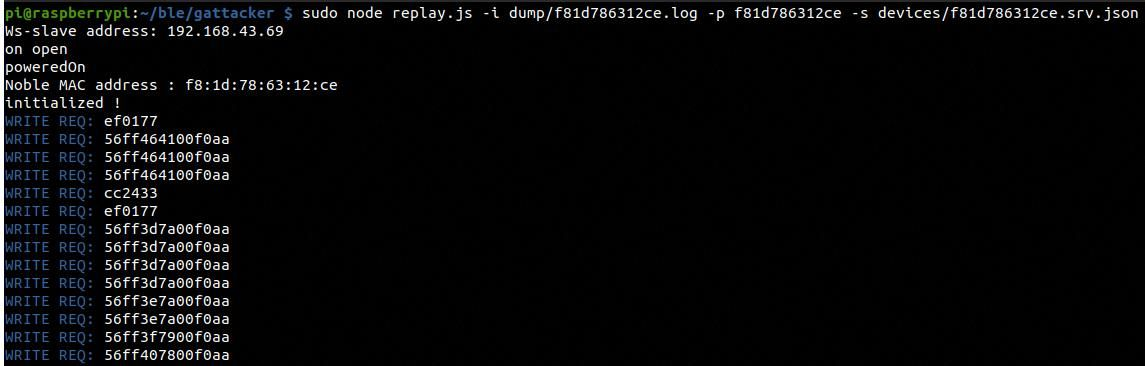 pi@raspberrypi:~/ble/gattacker $ sudo node replay.js -i dump/f81d786312ce.log -p f81d786312ce -s devices/f81d786312ce.srv.json
Ws-slave address: 192.168.43.69
on open
poweredOn
Noble MAC address : f8:1d:78:63:12:ce
initialized !
WRITE REQ: ef0177
WRITE REQ: 56ff464100f0aa
WRITE REQ: 56ff464100f0aa
WRITE REQ: 56ff464100f0aa
WRITE REQ: cc2433
WRITE REQ: ef0177
WRITE REQ: 56ff3d7a00f0aa
WRITE REQ: 56ff3d7a00f0aa
WRITE REQ: 56ff3d7a00f0aa
WRITE REQ: 56ff3d7a00f0aa
WRITE REQ: 56ff3e7a00f0aa
WRITE REQ: 56ff3e7a00f0aa
WRITE REQ: 56ff3f7900f0aa
WRITE REQ: 56ff407800f0aa